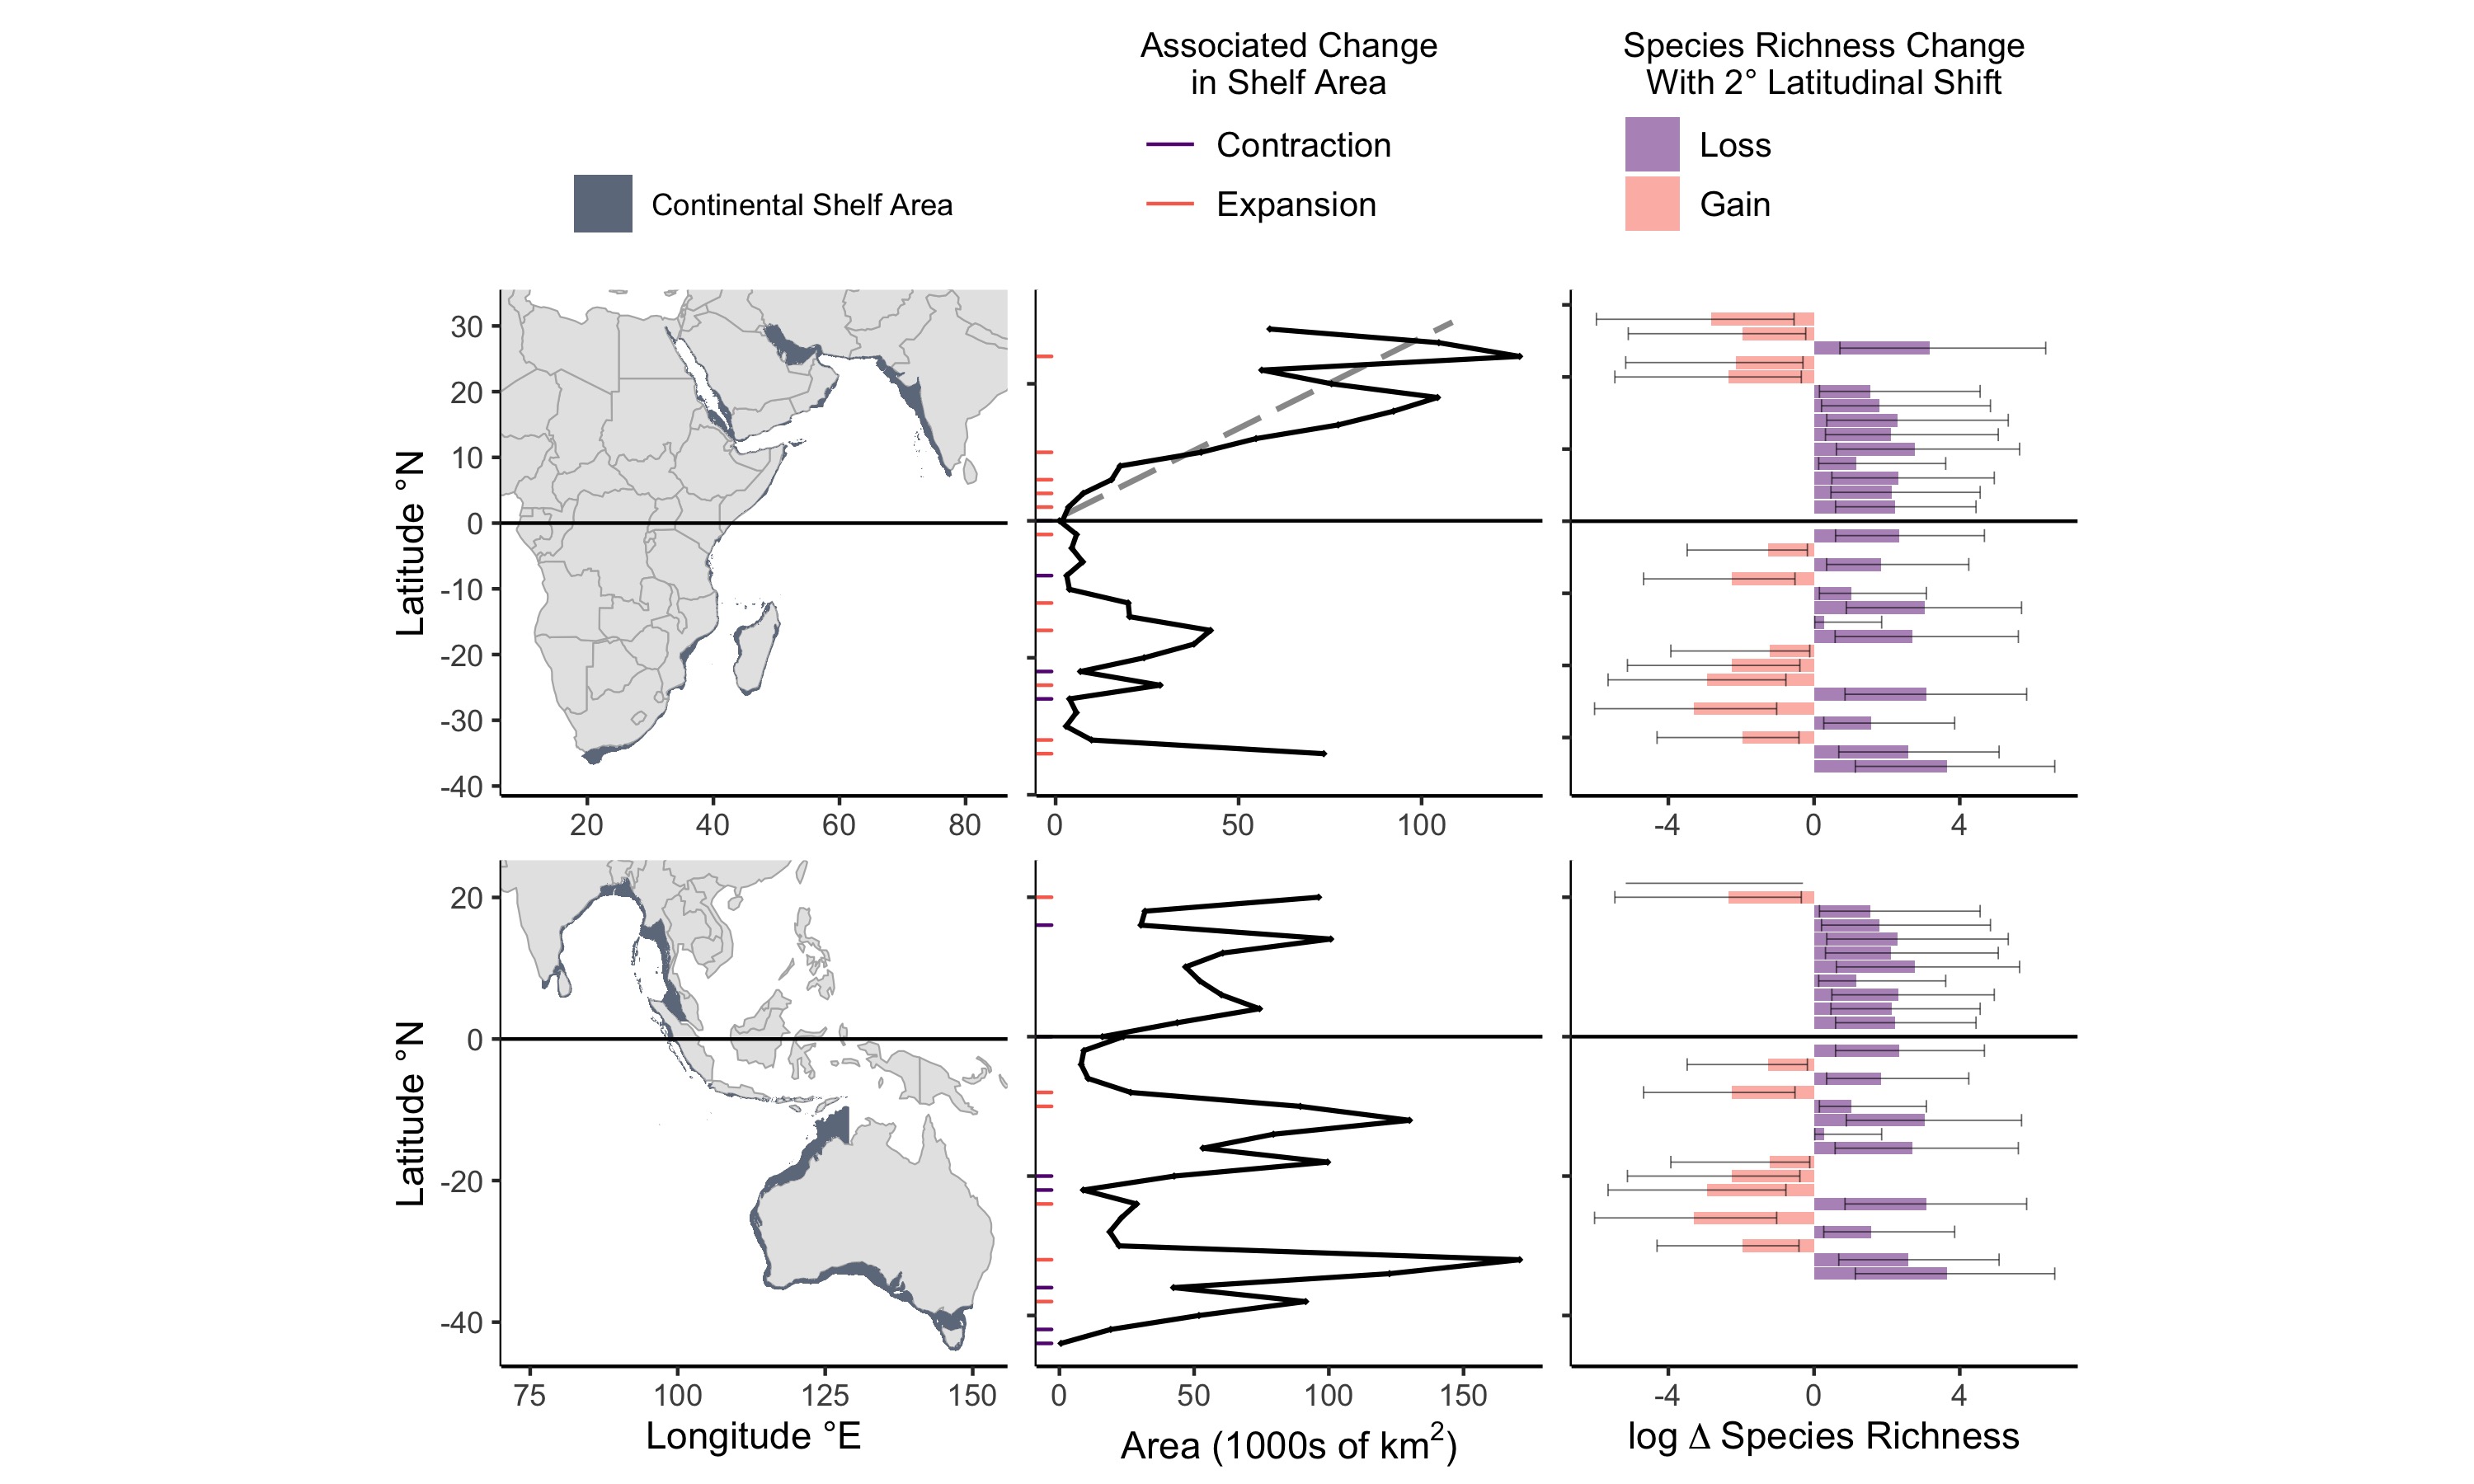 Associated Change
in Shelf Area
Species Richness Change
With 2° Latitudinal Shift
Continental Shelf Area
Contraction
Expansion
Loss
Gain
Latitude °N
30
20
10
0
-10
-20
-30
-40
20 40 60 80
0 50 100
-4 0 4
Latitude °N
20
0
-20
-40
75 100 125 150
0 50 100 150
-4 0 4
Longitude °E
Area (1000s of km²)
log Δ Species Richness